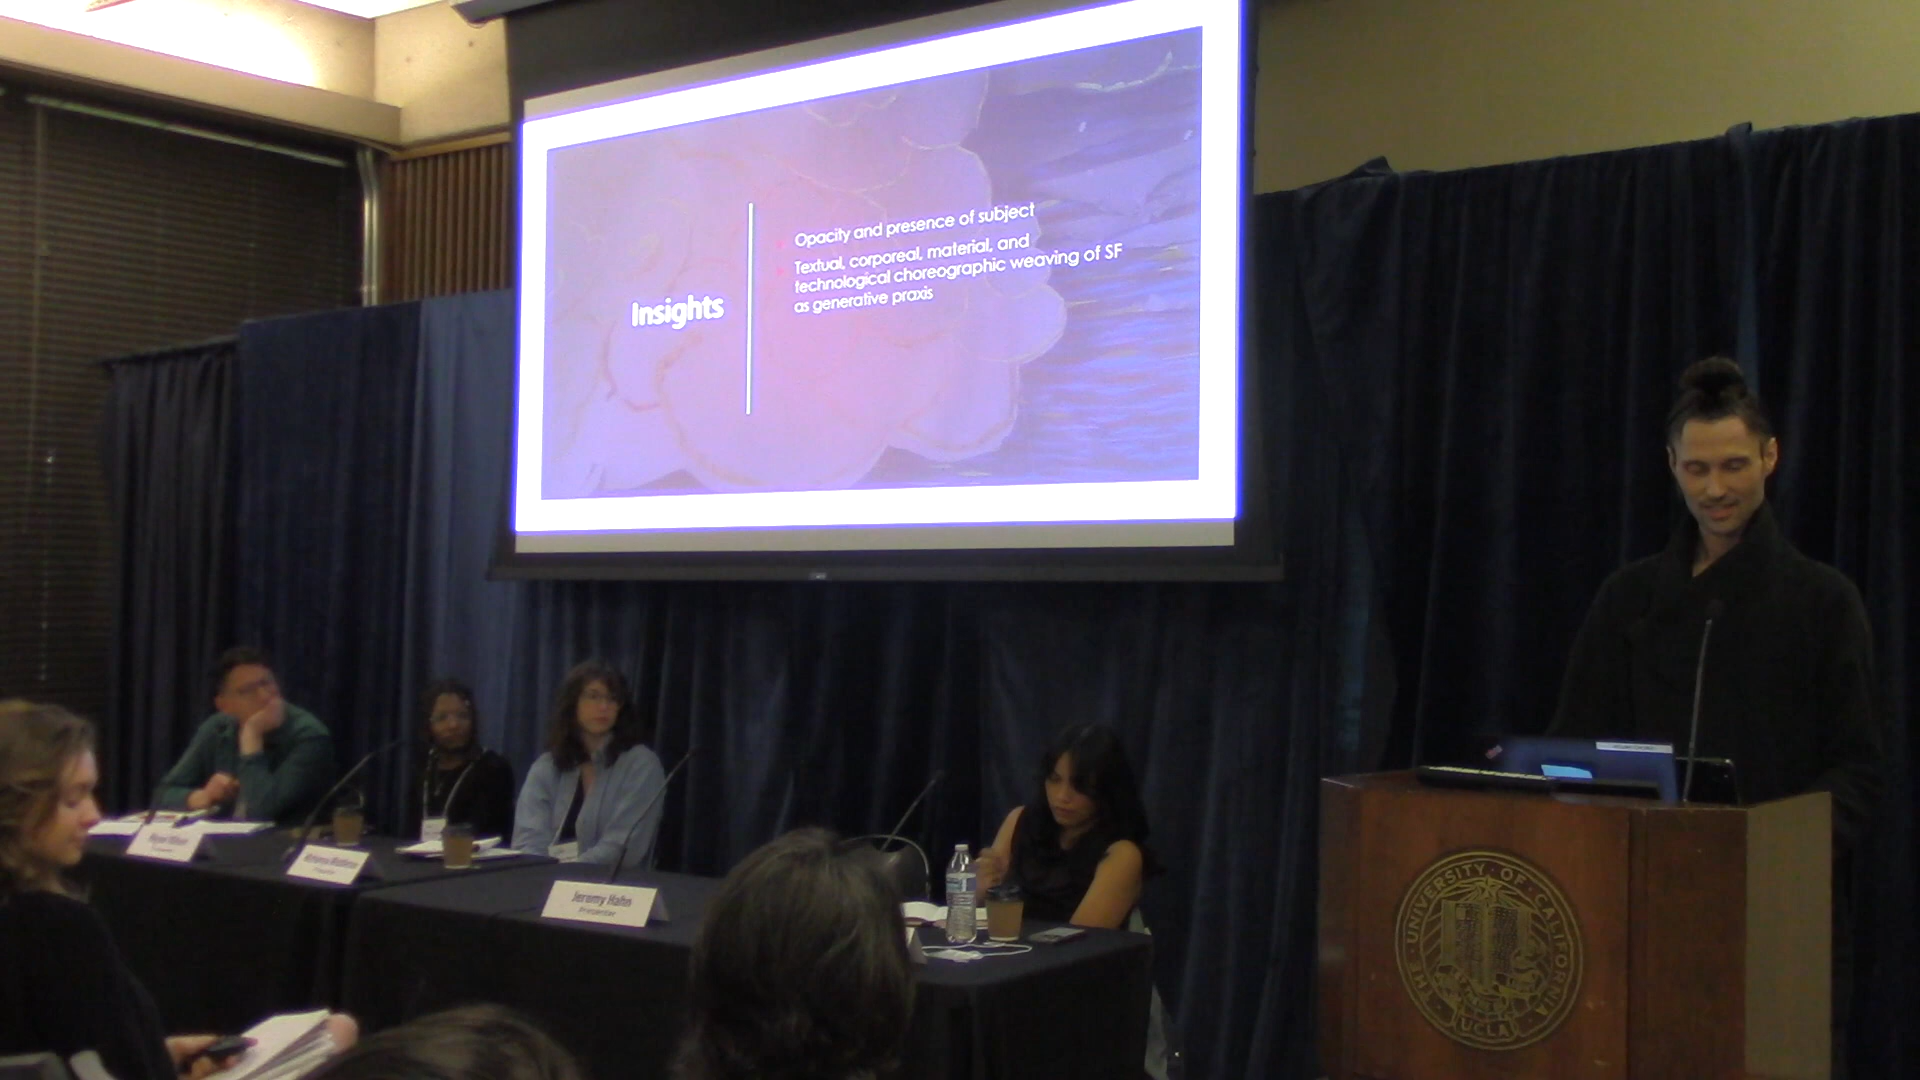 Insights
Opacity and presence of subject
Textual, corporeal, material, and
technological choreographic weaving of SF
as generative praxis
Jeremy Hahn
Presenter
THE · UNIVERSITY · OF · CALIFORNIA
UCLA